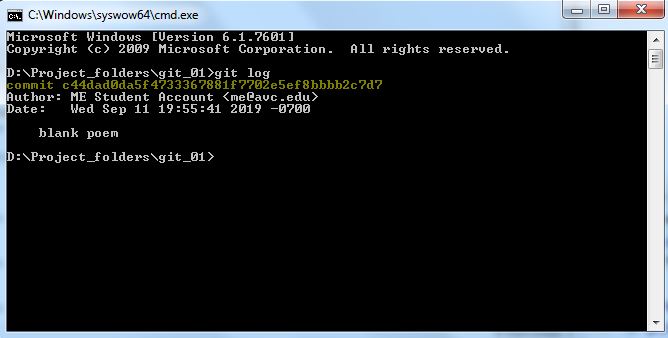 C:\Windows\syswow64\cmd.exe
Microsoft Windows [Version 6.1.7601]
Copyright (c) 2009 Microsoft Corporation.  All rights reserved.
D:\Project_folders\git_01>git log
commit c44dad0da5f4733367881f7702e5ef8bbbb2c7d7
Author: ME Student Account <me@avc.edu>
Date:   Wed Sep 11 19:55:41 2019 -0700
    blank poem
D:\Project_folders\git_01>